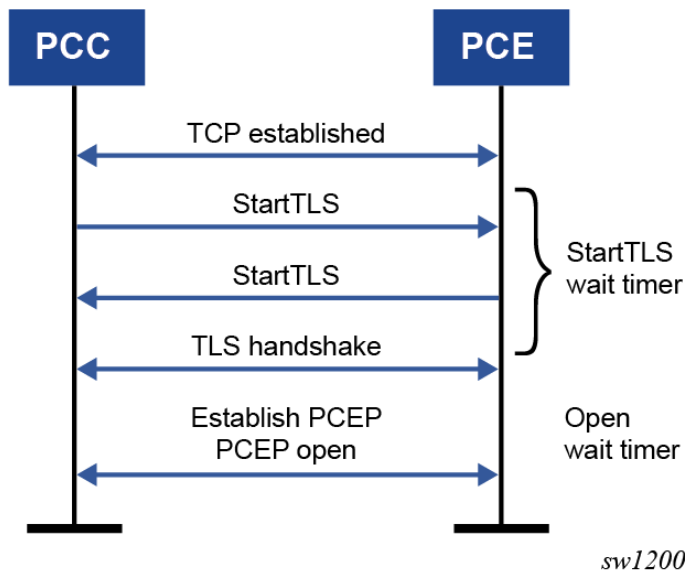 PCC
PCE
TCP established
StartTLS
StartTLS
StartTLS
wait timer
TLS handshake
Establish PCEP
PCEP open
Open
wait timer
sw1200